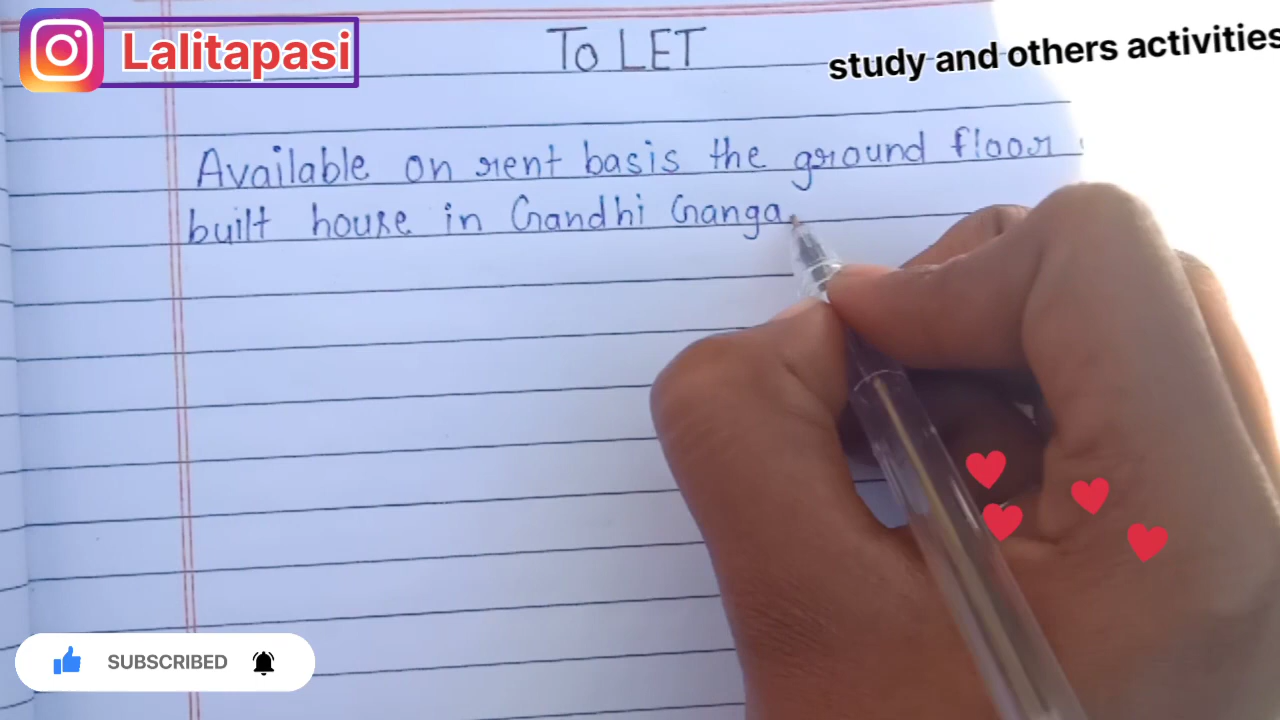 Lalitapasi
To LET
study and others activities
Available on rent basis the ground floor
built house in Gandhi Ganga
SUBSCRIBED